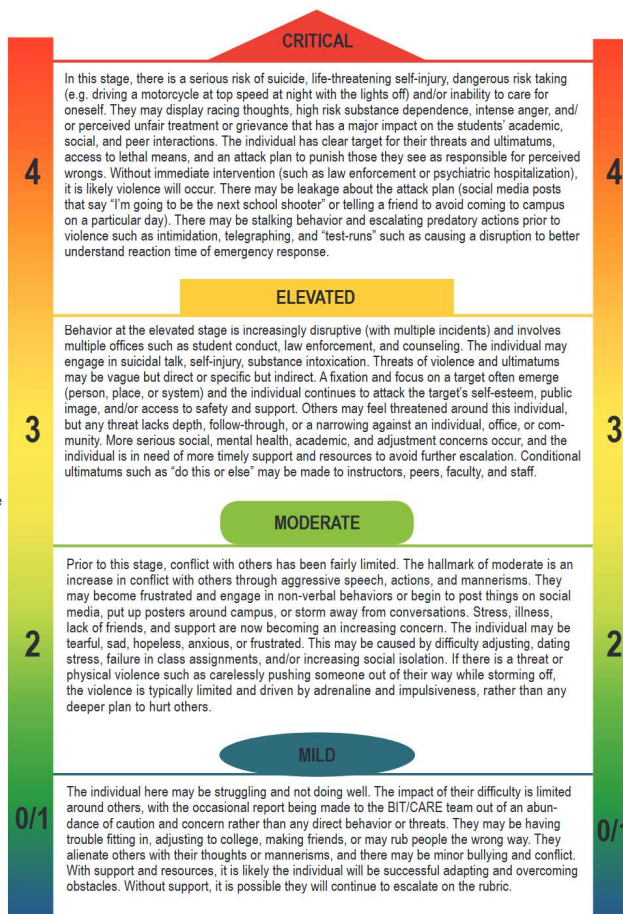 CRITICAL
In this stage, there is a serious risk of suicide, life-threatening self-injury, dangerous risk taking
(e.g. driving a motorcycle at top speed at night with the lights off) and/or inability to care for
oneself. They may display racing thoughts, high risk substance dependence, intense anger, and/
or perceived unfair treatment or grievance that has a major impact on the students' academic,
social, and peer interactions. The individual has clear target for their threats and ultimatums,
access to lethal means, and an attack plan to punish those they see as responsible for perceived
wrongs. Without immediate intervention (such as law enforcement or psychiatric hospitalization),
it is likely violence will occur. There may be leakage about the attack plan (social media posts
that say “I'm going to be the next school shooter” or telling a friend to avoid coming to campus
on a particular day). There may be stalking behavior and escalating predatory actions prior to
violence such as intimidation, telegraphing, and “test-runs” such as causing a disruption to better
understand reaction time of emergency response.
4
4
ELEVATED
Behavior at the elevated stage is increasingly disruptive (with multiple incidents) and involves
multiple offices such as student conduct, law enforcement, and counseling. The individual may
engage in suicidal talk, self-injury, substance intoxication. Threats of violence and ultimatums
may be vague but direct or specific but indirect. A fixation and focus on a target often emerge
(person, place, or system) and the individual continues to attack the target's self-esteem, public
image, and/or access to safety and support. Others may feel threatened around this individual,
but any threat lacks depth, follow-through, or a narrowing against an individual, office, or com-
munity. More serious social, mental health, academic, and adjustment concerns occur, and the
individual is in need of more timely support and resources to avoid further escalation. Conditional
ultimatums such as “do this or else” may be made to instructors, peers, faculty, and staff.
3
3
MODERATE
Prior to this stage, conflict with others has been fairly limited. The hallmark of moderate is an
increase in conflict with others through aggressive speech, actions, and mannerisms. They
may become frustrated and engage in non-verbal behaviors or begin to post things on social
media, put up posters around campus, or storm away from conversations. Stress, illness,
lack of friends, and support are now becoming an increasing concern. The individual may be
tearful, sad, hopeless, anxious, or frustrated. This may be caused by difficulty adjusting, dating
stress, failure in class assignments, and/or increasing social isolation. If there is a threat or
physical violence such as carelessly pushing someone out of their way while storming off,
the violence is typically limited and driven by adrenaline and impulsiveness, rather than any
deeper plan to hurt others.
2
2
MILD
The individual here may be struggling and not doing well. The impact of their difficulty is limited
around others, with the occasional report being made to the BIT/CARE team out of an abun-
dance of caution and concern rather than any direct behavior or threats. They may be having
trouble fitting in, adjusting to college, making friends, or may rub people the wrong way. They
alienate others with their thoughts or mannerisms, and there may be minor bullying and conflict.
With support and resources, it is likely the individual will be successful adapting and overcoming
obstacles. Without support, it is possible they will continue to escalate on the rubric.
0/1